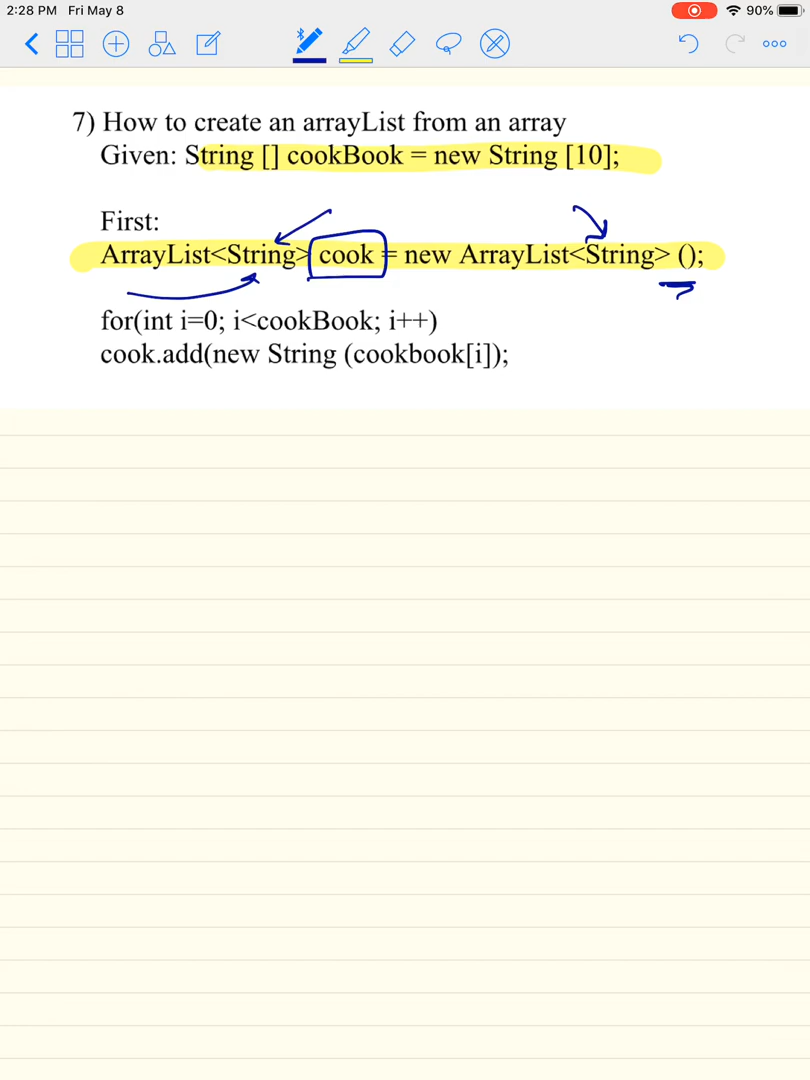 2:28 PM Fri May 8
90%
7) How to create an arrayList from an array
Given: String [] cookBook = new String [10];
First:
ArrayList<String> cook = new ArrayList<String> ();
for(int i=0; i<cookBook; i++)
cook.add(new String (cookbook[i]);